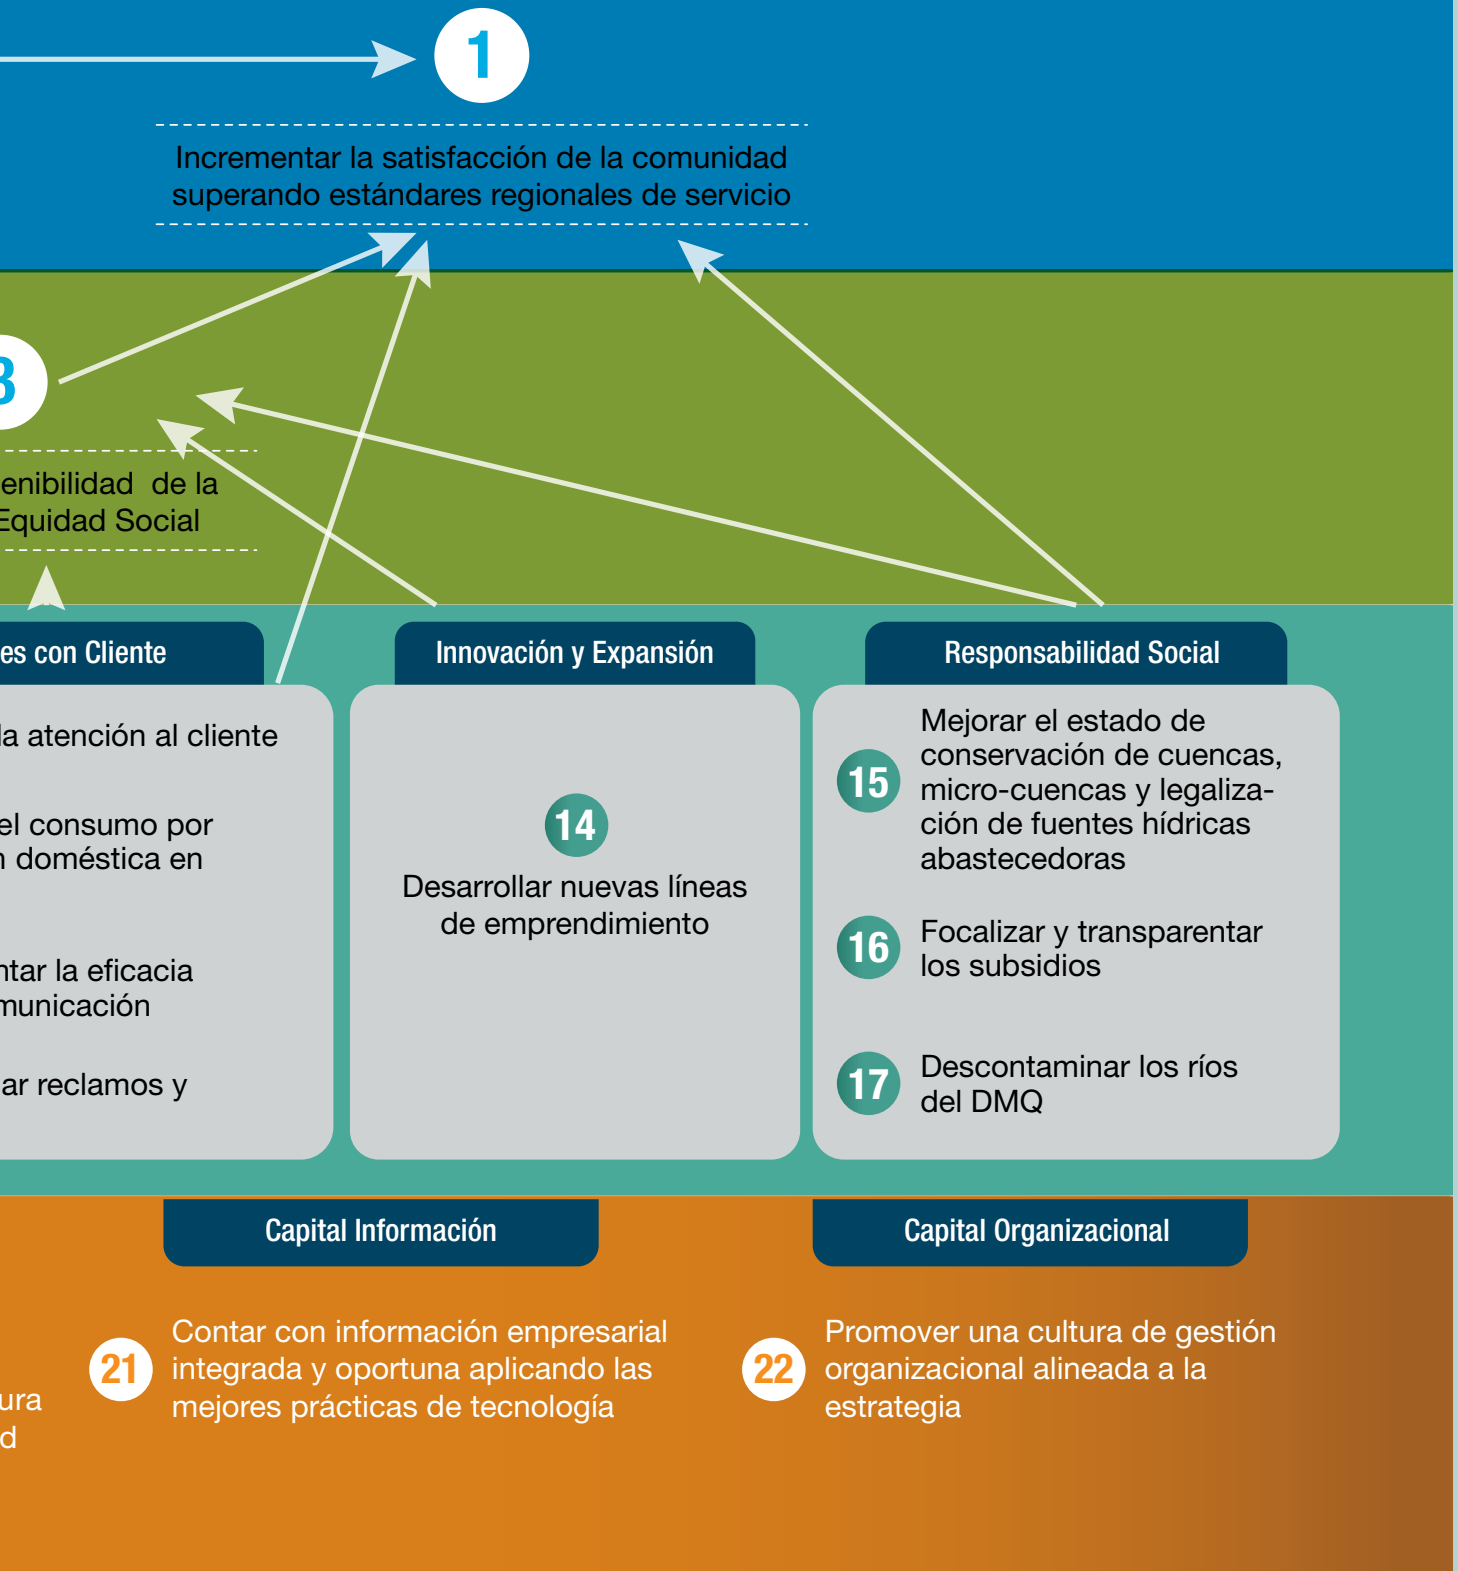 1
Incrementar la satisfacción de la comunidad
superando estándares regionales de servicio
3
enibilidad de la
Equidad Social
es con Cliente
la atención al cliente
el consumo por
n doméstica en
ntar la eficacia
municación
ar reclamos y
Innovación y Expansión
14
Desarrollar nuevas líneas
de emprendimiento
Responsabilidad Social
15
Mejorar el estado de
conservación de cuencas,
micro-cuencas y legaliza-
ción de fuentes hídricas
abastecedoras
16
Focalizar y transparentar
los subsidios
17
Descontaminar los ríos
del DMQ
ura
d
Capital Información
21
Contar con información empresarial
integrada y oportuna aplicando las
mejores prácticas de tecnología
Capital Organizacional
22
Promover una cultura de gestión
organizacional alineada a la
estrategia